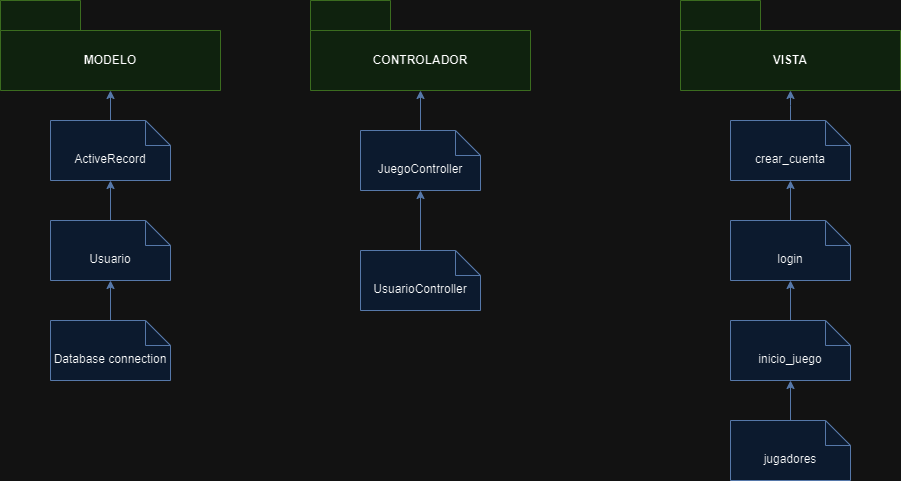 MODELO
ActiveRecord
Usuario
Database connection
CONTROLADOR
JuegoController
UsuarioController
VISTA
crear_cuenta
login
inicio_juego
jugadores